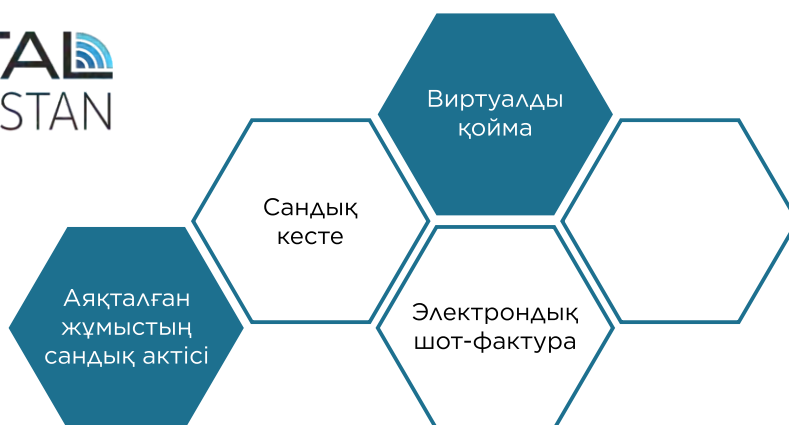 TAL
STAN
Виртуалды
қойма
Сандық
кесте
Аяқталған
жұмыстың
сандық актісі
Электрондық
шот-фактура